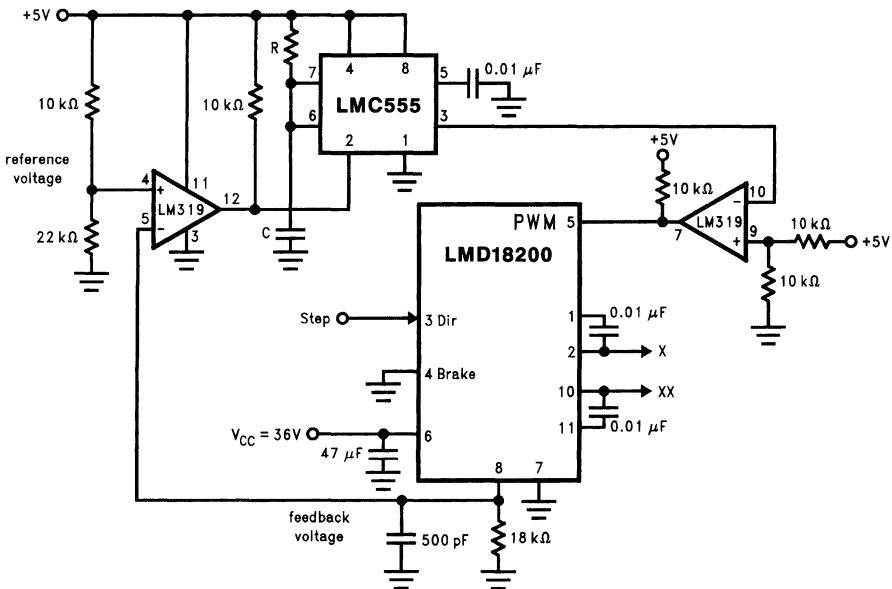 +5V
R
10 kΩ
10 kΩ
reference
voltage
22 kΩ
4
+
5
−
LM319
11
3
12
C
7
6
4
8
LMC555
2
1
5
3
0.01 µF
+5V
10 kΩ
10
−
LM319
7
9
+
10 kΩ
+5V
10 kΩ
PWM
5
LMD18200
Step
3 Dir
4 Brake
VCC = 36V
6
47 µF
1
0.01 µF
2
X
10
XX
11
0.01 µF
8
7
feedback
voltage
500 pF
18 kΩ